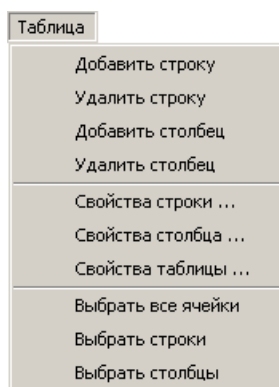 Таблица
Добавить строку
Удалить строку
Добавить столбец
Удалить столбец
Свойства строки ...
Свойства столбца ...
Свойства таблицы ...
Выбрать все ячейки
Выбрать строки
Выбрать столбцы